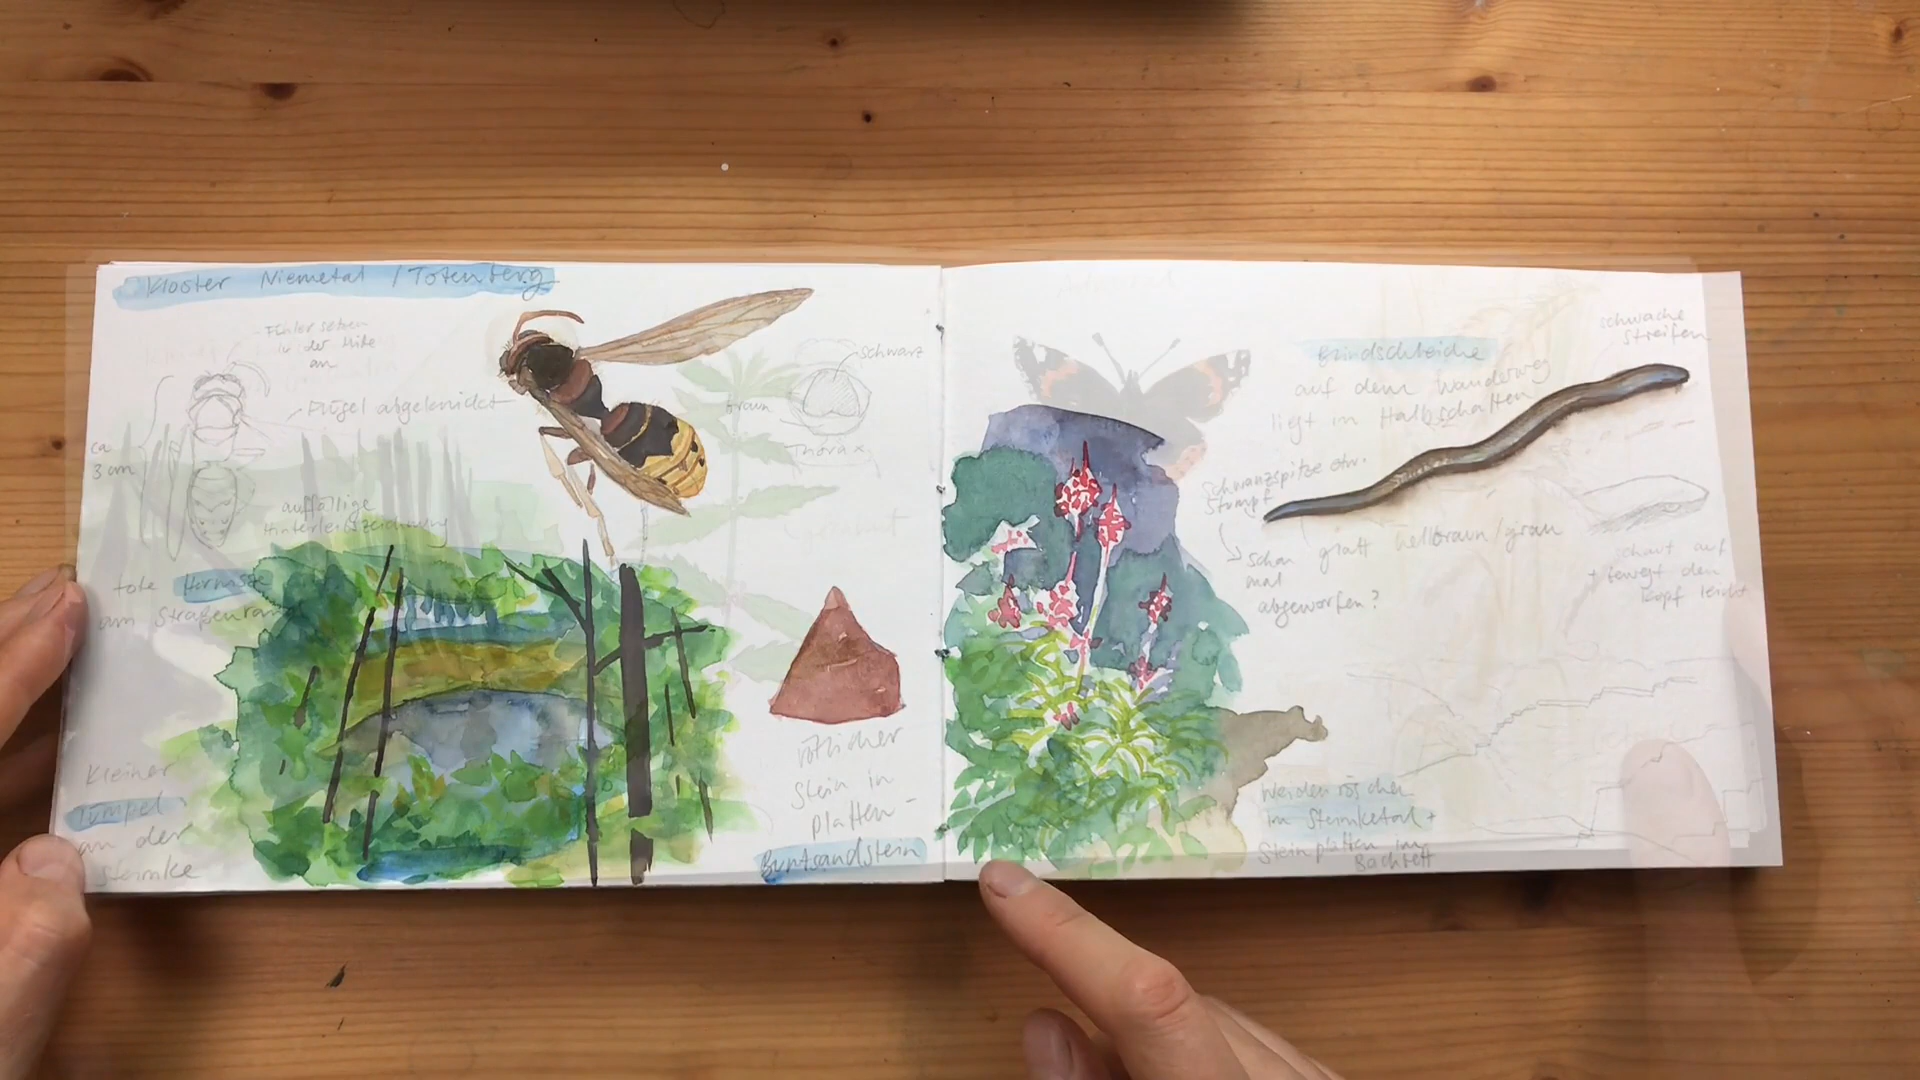 Kloster Niemetal / Totenberg
Fühler setzen
in der Mitte
an
Flügel abgeknickt
ca
3 cm
auffällige
Hinterleibszeichnung
tote Hornisse
am Straßenrand
schwarz
braun
Thorax
Kleiner
Tümpel
an der
Steinke
rötlicher
Stein in
Platten-
Buntsandstein
Blindschleiche
auf dem Wanderweg
liegt im Halbschatten
schwache
Streifen
Schwanzspitze etw.
stumpf
schon
mal
abgeworfen?
glatt hellbraun/grau
schaut auf
+ bewegt den
Kopf leicht
Weidenröschen
im Steinketal +
Steinplatten im
Bachbett